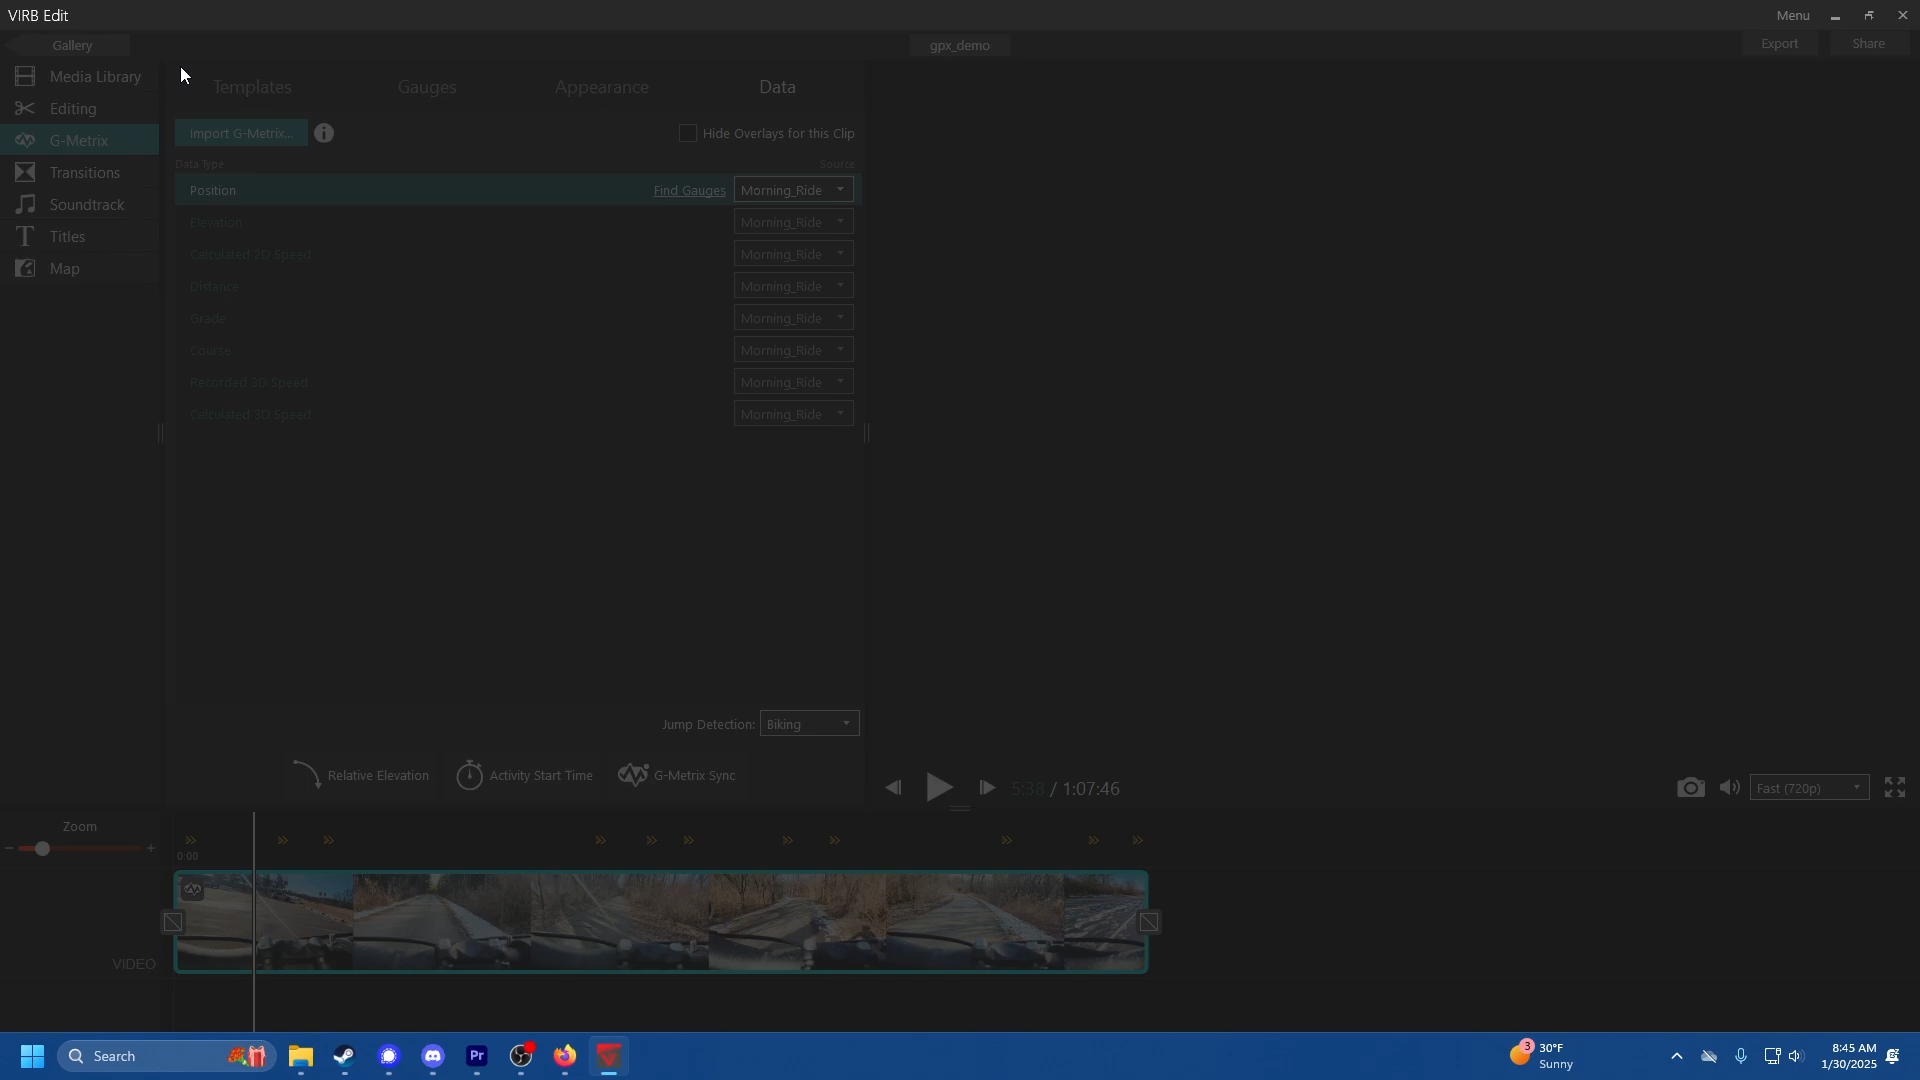 VIRB Edit
Menu
Gallery
gpx_demo
Export
Share
Media Library
Editing
G-Metrix
Transitions
Soundtrack
Titles
Map
Templates
Gauges
Appearance
Data
Import G-Metrix...
Hide Overlays for this Clip
Data Type
Source
Position
Find Gauges
Morning_Ride
Elevation
Morning_Ride
Calculated 2D Speed
Morning_Ride
Distance
Morning_Ride
Grade
Morning_Ride
Course
Morning_Ride
Recorded 3D Speed
Morning_Ride
Calculated 3D Speed
Morning_Ride
Jump Detection:
Biking
Relative Elevation
Activity Start Time
G-Metrix Sync
5:38 / 1:07:46
Fast (720p)
Zoom
0:00
VIDEO
Search
Pr
3
30°F
Sunny
8:45 AM
1/30/2025